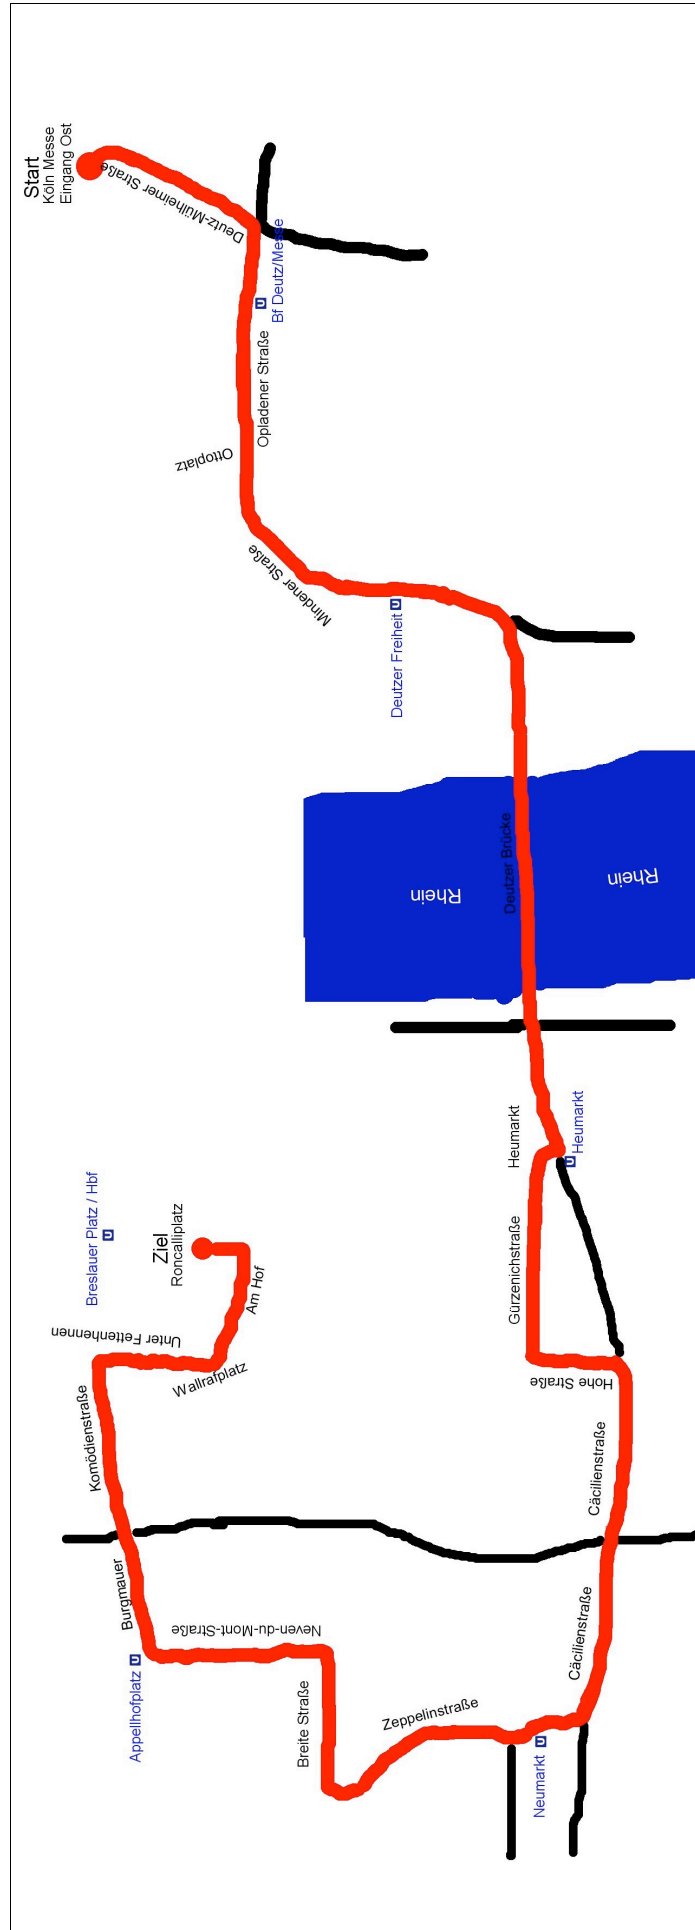 Start
Köln Messe
Eingang Ost
Deutz-Mülheimer Straße
Bf Deutz/Messe
U
Opladener Straße
Ottoplatz
Mindener Straße
Deutzer Freiheit
U
Deutzer Brücke
Rhein
Rhein
Heumarkt
Heumarkt
U
Gürzenichstraße
Hohe Straße
Cäcilienstraße
Cäcilienstraße
Neumarkt
U
Zeppelinstraße
Breite Straße
Neven-du-Mont-Straße
Appellhofplatz
U
Burgmauer
Komödienstraße
Unter Fettenhennen
Wallrafplatz
Am Hof
Ziel
Roncalliplatz
Breslauer Platz / Hbf
U